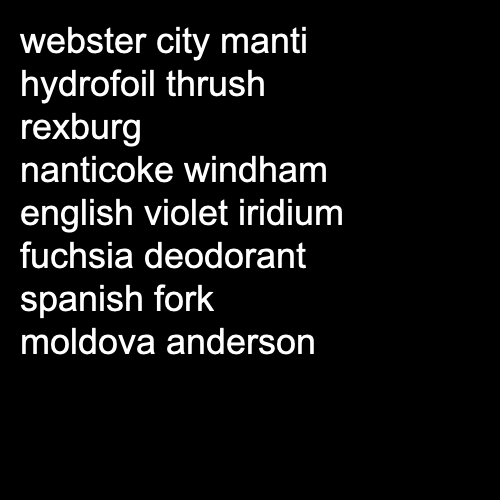 webster city manti
hydrofoil thrush
rexburg
nanticoke windham
english violet iridium
fuchsia deodorant
spanish fork
moldova anderson